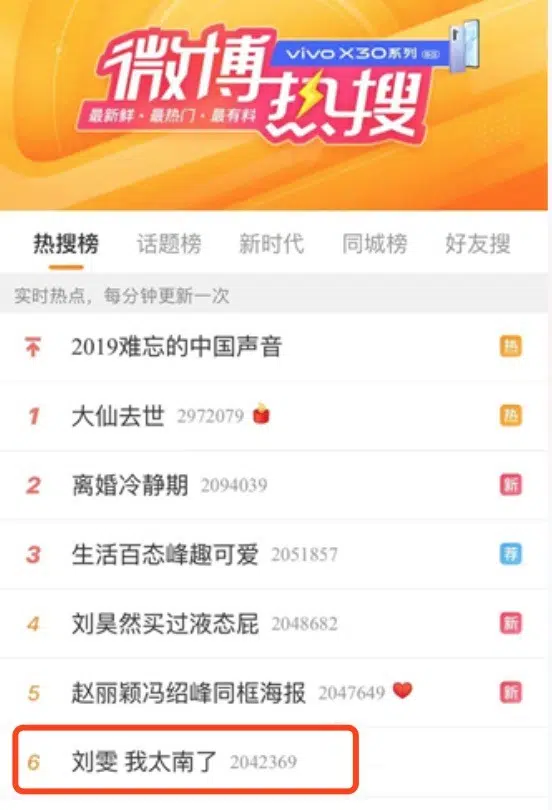 微博
vivo X30系列
热搜
最新鲜·最热门·最有料
热搜榜 话题榜 新时代 同城榜 好友搜
实时热点，每分钟更新一次
2019难忘的中国声音 热
1 大仙去世 2972079 热
2 离婚冷静期 2094039 新
3 生活百态峰趣可爱 2051857 荐
4 刘昊然买过液态屁 2048682 新
5 赵丽颖冯绍峰同框海报 2047649 新
6 刘雯 我太南了 2042369